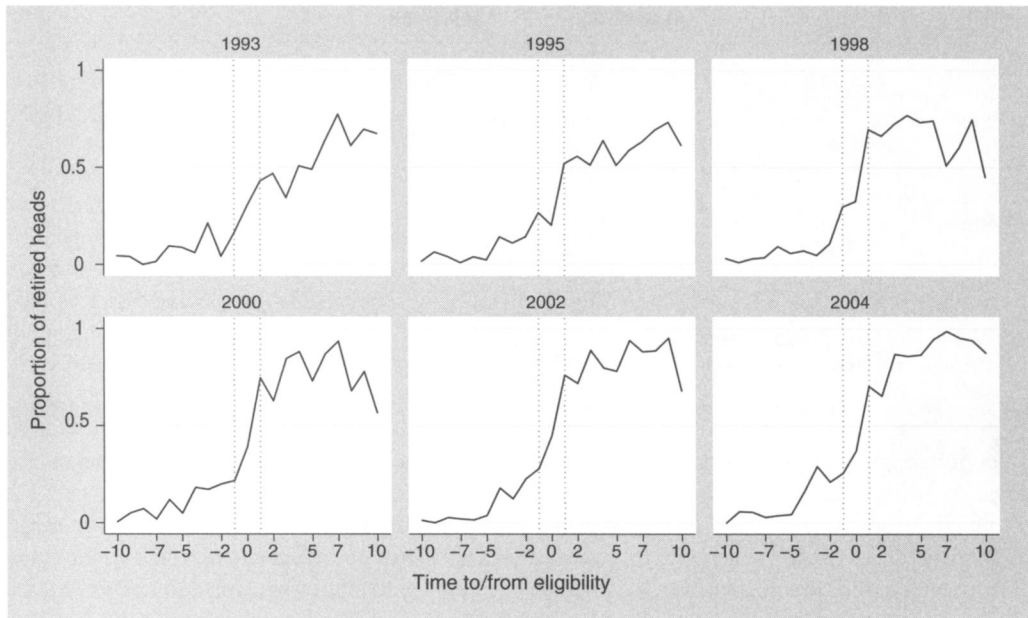 1993 1995 1998
1
0.5
0
2000 2002 2004
1
0.5
0
Proportion of retired heads
−10 −7 −5 −2 0 2 5 7 10 −10 −7 −5 −2 0 2 5 7 10 −10 −7 −5 −2 0 2 5 7 10
Time to/from eligibility